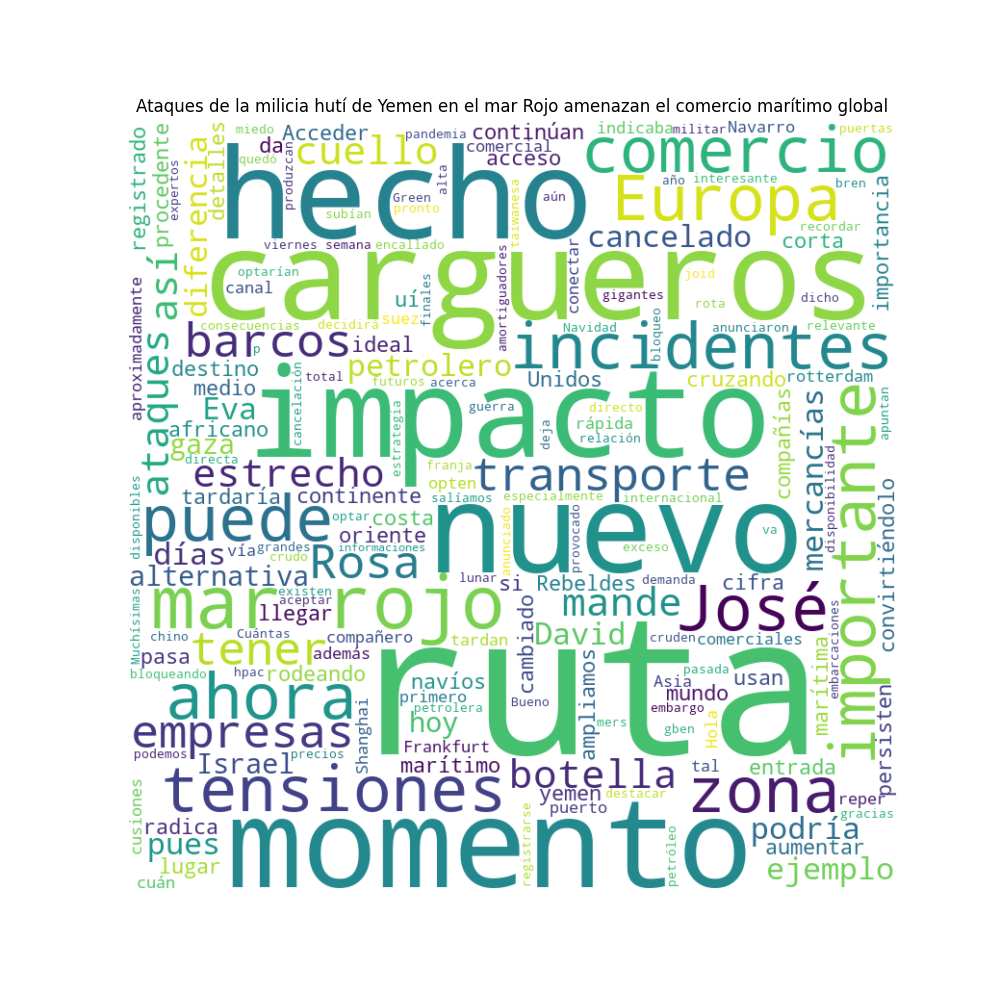 Ataques de la milicia hutí de Yemen en el mar Rojo amenazan el comercio marítimo global
miedo
Acceder
pandemia
continúan
indicaba
militar
Navarro
puertas
registrado
procedente
expertos
quedó
diferencia
detalles
da
cuello
comercial
acceso
comercio
hecho
produzcan
Green
pronto
alta
taiwanesa
aún
año
interesante
bren
Europa
subían
recordar
importancia
así
viernes semana
encallado
cancelado
corta
conectar
amortiguadores
optarían
canal
cargueros
uí
finales
gigantes
joid
rota
dicho
aproximadamente
ataques
consecuencias
decidirá
suez
Navidad
bloqueo
anunciaron
relevante
barcos
p
ideal
incidentes
destino
total
petrolero
futuros
acerca
Unidos
cruzando
rotterdam
medio
cancelación
impacto
Eva
africano
gaza
directa
estrategia
guerra
directo
deja
rápida
relación
compañías
mercancías
importante
apuntan
estrecho
franja
opten
transporte
disponibles
tardaría
continente
salíamos
especialmente
internacional
disponibilidad
puede
optar
costa
oriente
nuevo
anunciado
provocado
va
convirtiéndolo
días
vía
grandes
crudo
informaciones
Rosa
exceso
alternativa
existen
aceptar
lunar
si
Rebeldes
demanda
cifra
Muchísimas
mar rojo
llegar
mande
José
chino
Cuántas
compañero
tardan
David
cruden
comerciales
embarcaciones
pasa
tener
además
cambiado
ruta
bloqueando
hpac
rodeando
navíos
ampliamos
pasada
Asia
usan
marítima
ahora
primero
petrolera
Bueno
mundo
embargo
persisten
empresas
Shanghai
hoy
mers
gben
Hola
podemos
precios
Frankfurt
Israel
marítimo
botella
tal
entrada
tensiones
yemen
destacar
puerto
zona
reper
gracias
cusiones
radica
momento
podría
pues
aumentar
lugar
registrarse
petróleo
ejemplo
cuán